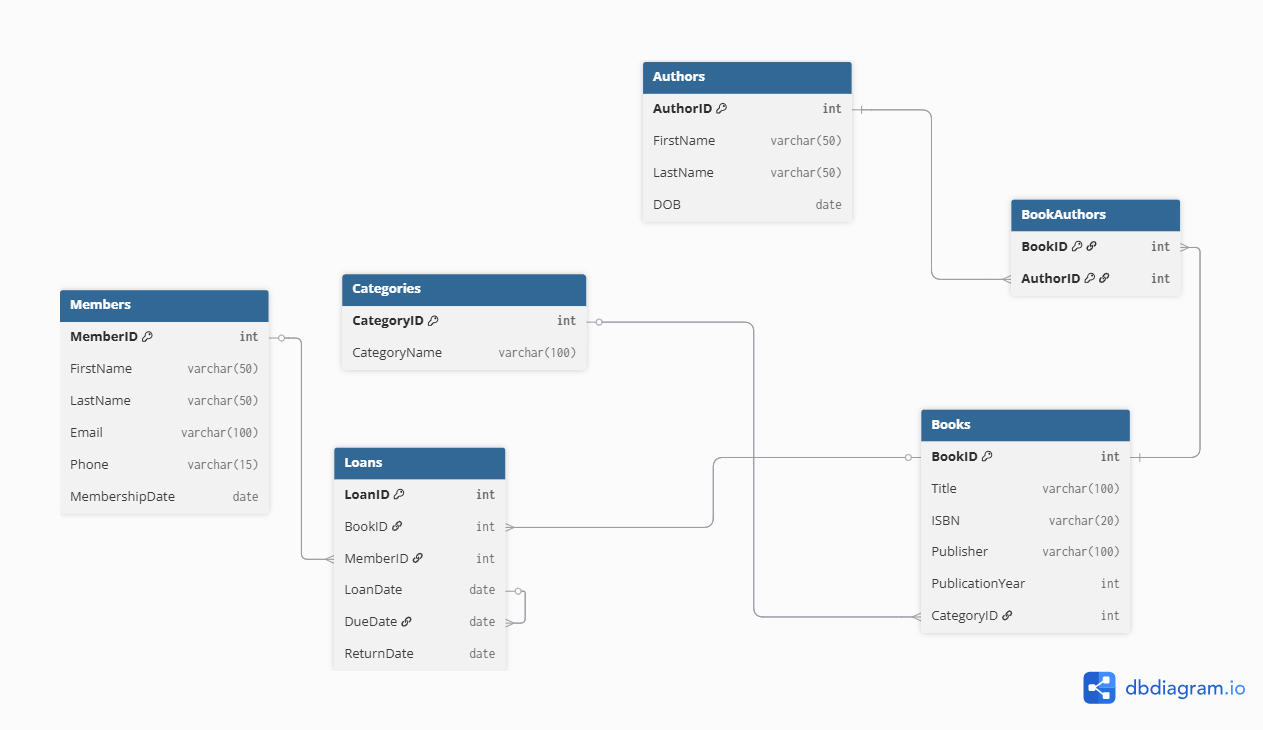 Authors
AuthorID int
FirstName varchar(50)
LastName varchar(50)
DOB date
BookAuthors
BookID int
AuthorID int
Categories
CategoryID int
CategoryName varchar(100)
Members
MemberID int
FirstName varchar(50)
LastName varchar(50)
Email varchar(100)
Phone varchar(15)
MembershipDate date
Loans
LoanID int
BookID int
MemberID int
LoanDate date
DueDate date
ReturnDate date
Books
BookID int
Title varchar(100)
ISBN varchar(20)
Publisher varchar(100)
PublicationYear int
CategoryID int
dbdiagram.io